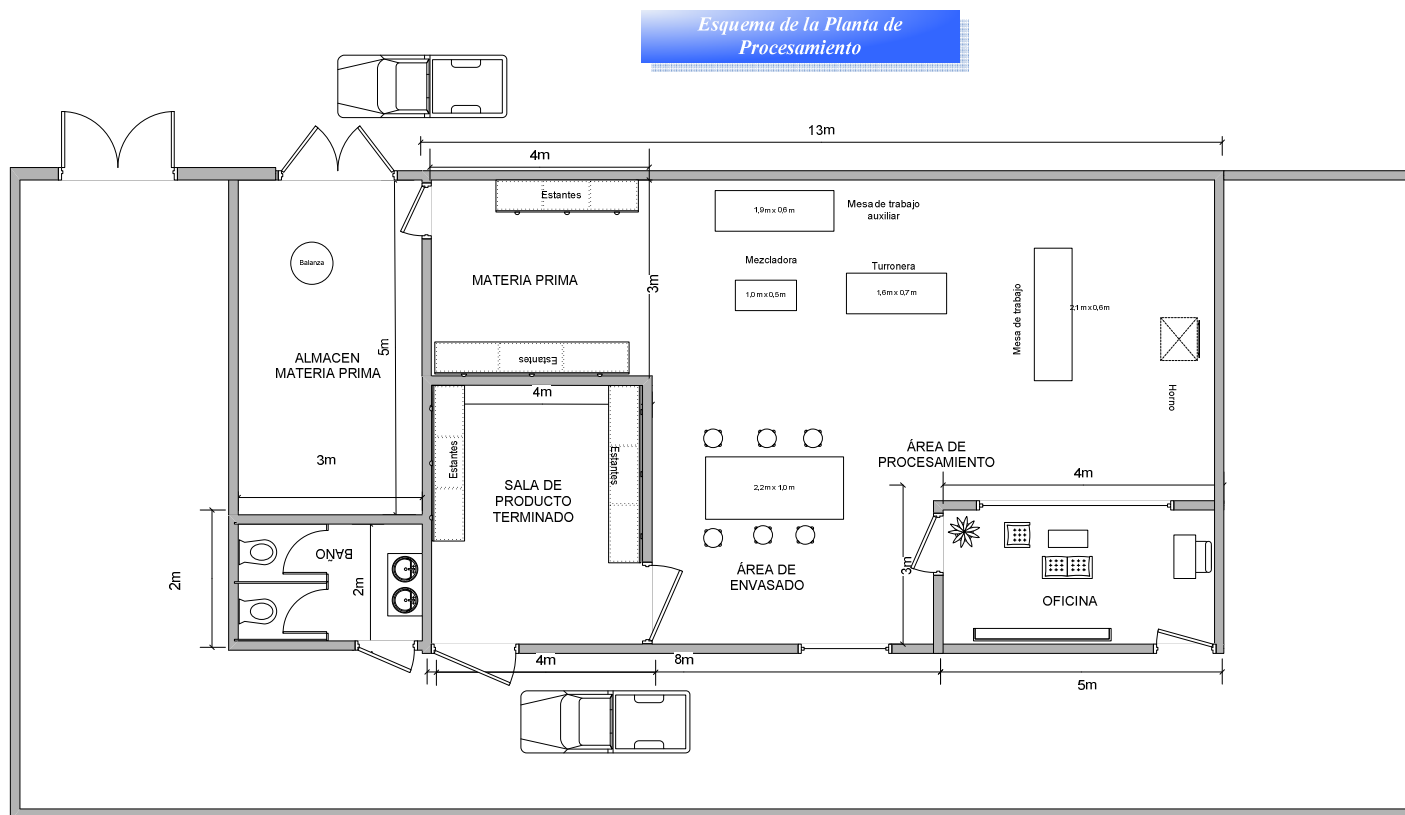 Esquema de la Planta de
Procesamiento
13m
4m
Estantes
1,9m x 0,6 m
Mesa de trabajo
auxiliar
Balanza
Mezcladora
Turronera
MATERIA PRIMA
3m
1,0 m x 0,5m
1,6m x 0,7m
2,1 m x 0,6m
Mesa de trabajo
5m
ALMACEN
MATERIA PRIMA
Estantes
Horno
4m
3m
Estantes
Estantes
ÁREA DE
PROCESAMIENTO
4m
SALA DE
PRODUCTO
TERMINADO
2,2m x 1,0m
BAÑO
2m
2m
ÁREA DE
ENVASADO
3m
OFICINA
4m
8m
5m